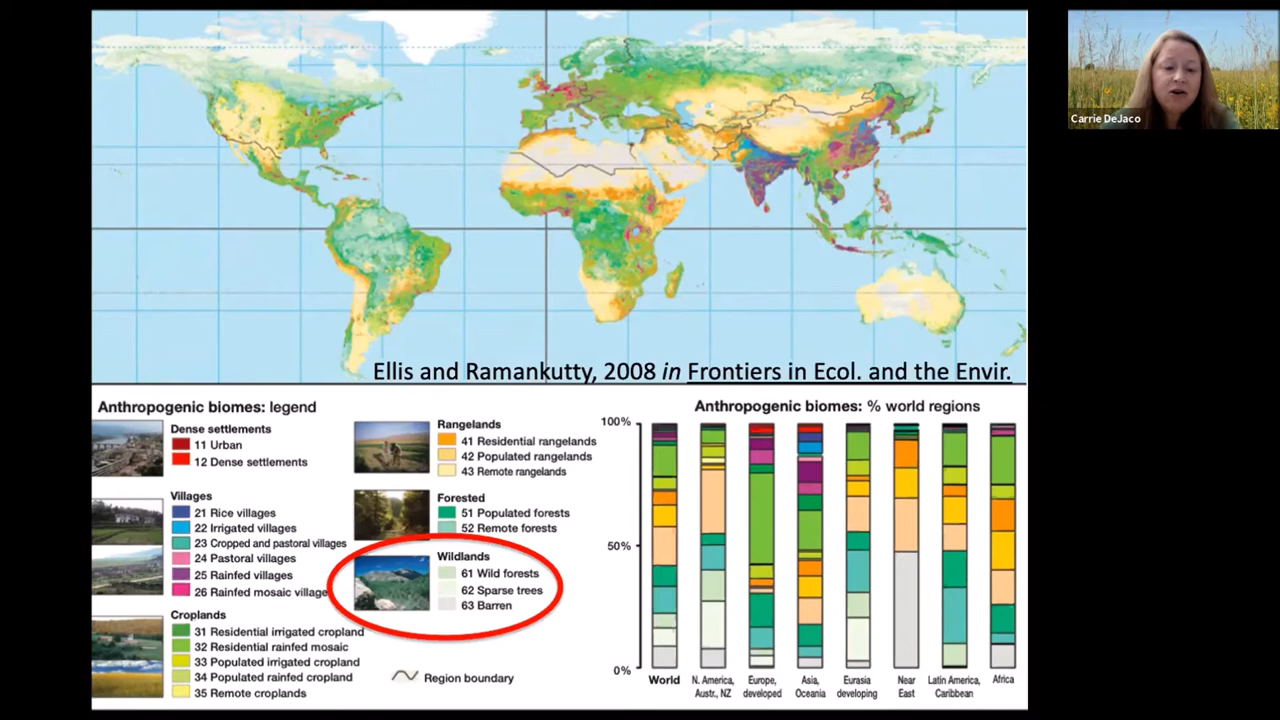 Carrie DeJaco
Ellis and Ramankutty, 2008 in Frontiers in Ecol. and the Envir.
Anthropogenic biomes: legend
Dense settlements
11 Urban
12 Dense settlements
Villages
21 Rice villages
22 Irrigated villages
23 Cropped and pastoral villages
24 Pastoral villages
25 Rainfed villages
26 Rainfed mosaic village
Croplands
31 Residential irrigated cropland
32 Residential rainfed mosaic
33 Populated irrigated cropland
34 Populated rainfed cropland
35 Remote croplands
Rangelands
41 Residential rangelands
42 Populated rangelands
43 Remote rangelands
Forested
51 Populated forests
52 Remote forests
Wildlands
61 Wild forests
62 Sparse trees
63 Barren
Region boundary
Anthropogenic biomes: % world regions
100%
50%
0%
World
N. America,
Austr., NZ
Europe,
developed
Asia,
Oceania
Eurasia
developing
Near
East
Latin America,
Caribbean
Africa